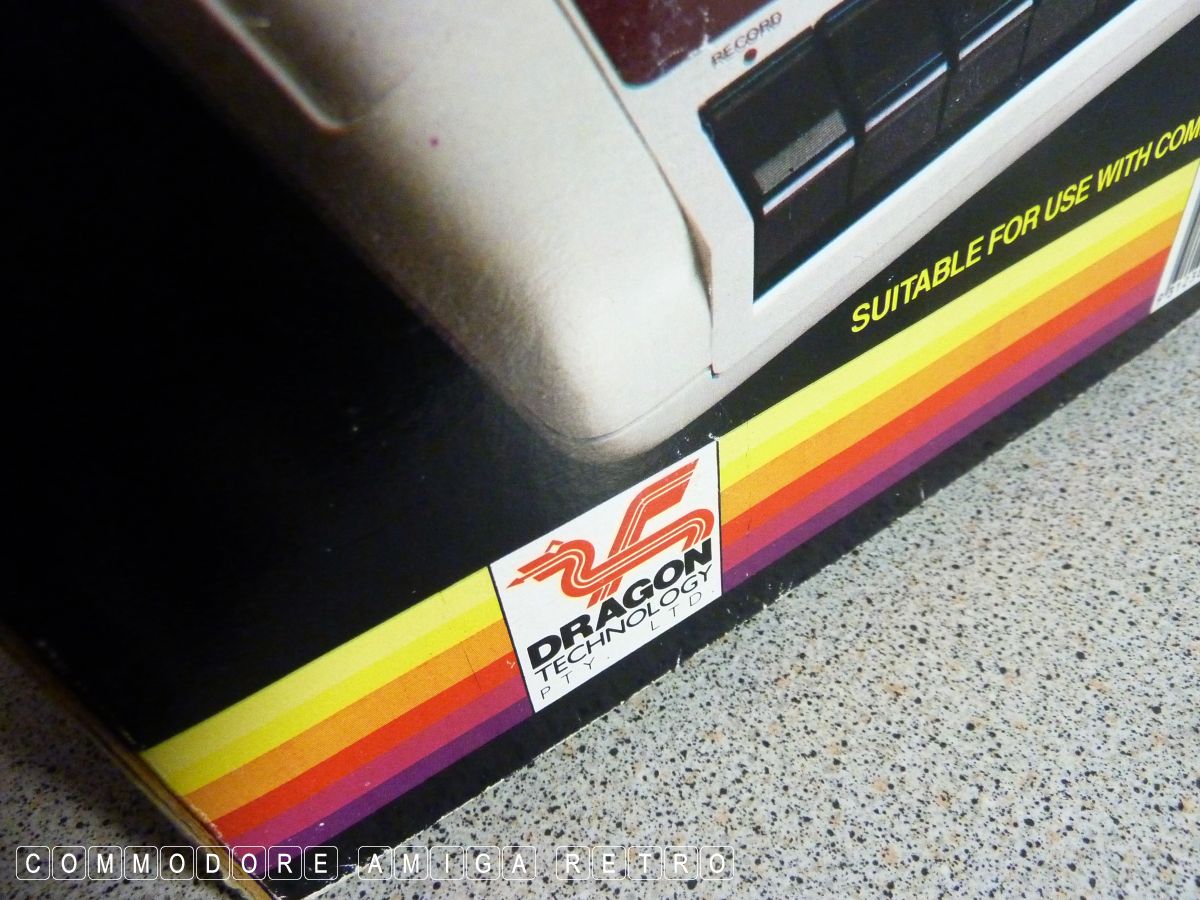 RECORD
SUITABLE FOR USE WITH COM
DRAGON
TECHNOLOGY
PTY. LTD.
COMMODORE AMIGA RETRO